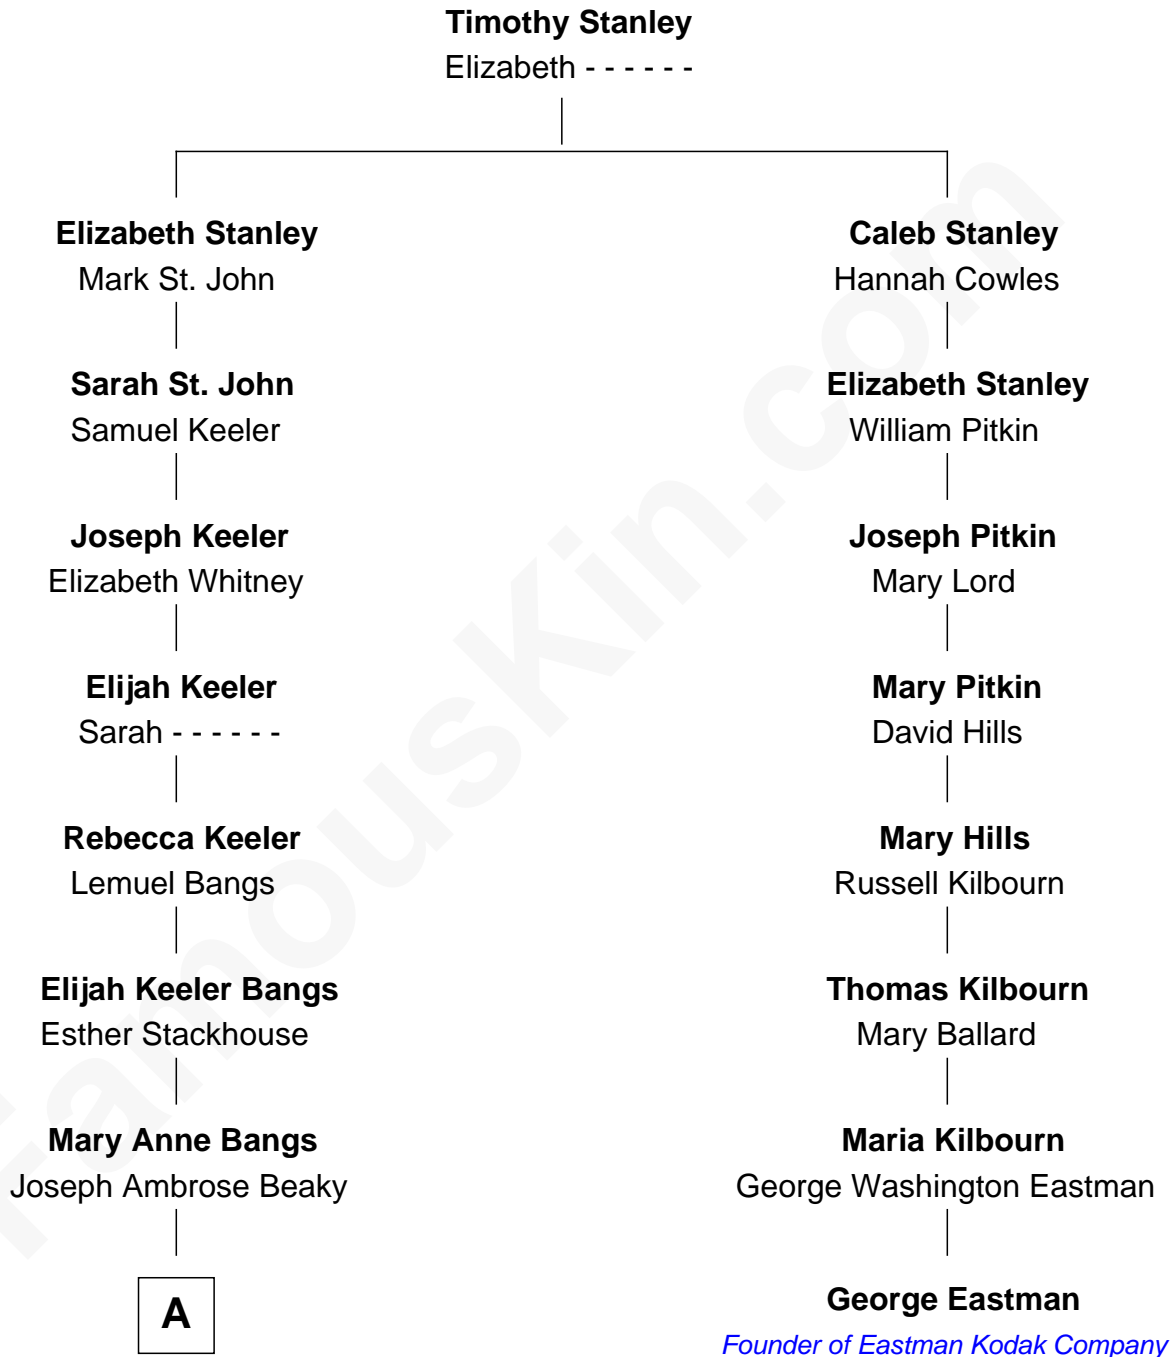 Timothy Stanley
Elizabeth - - - - - -
Elizabeth Stanley
Mark St. John
Caleb Stanley
Hannah Cowles
Sarah St. John
Samuel Keeler
Elizabeth Stanley
William Pitkin
Joseph Keeler
Elizabeth Whitney
Joseph Pitkin
Mary Lord
Elijah Keeler
Sarah - - - - - -
Mary Pitkin
David Hills
Rebecca Keeler
Lemuel Bangs
Mary Hills
Russell Kilbourn
Elijah Keeler Bangs
Esther Stackhouse
Thomas Kilbourn
Mary Ballard
Mary Anne Bangs
Joseph Ambrose Beaky
Maria Kilbourn
George Washington Eastman
A
George Eastman
Founder of Eastman Kodak Company
FamousKin.com